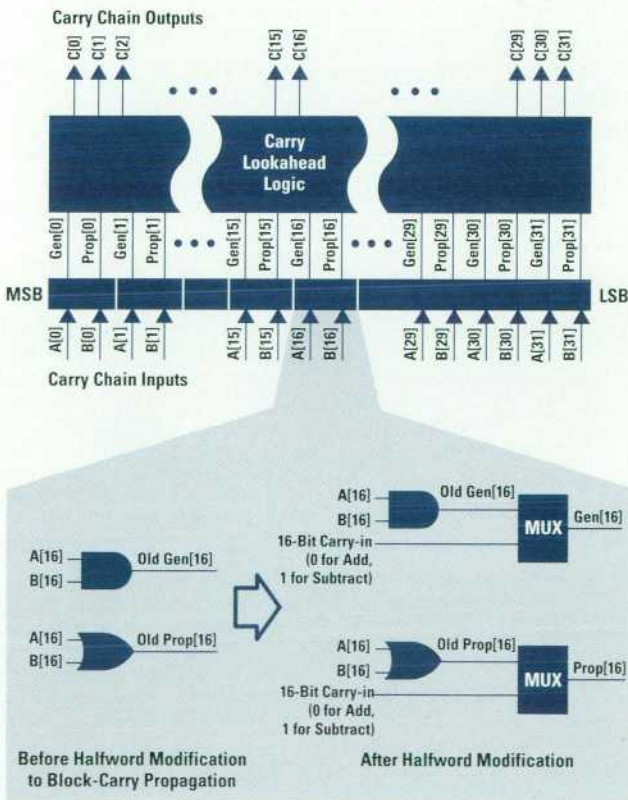 Carry Chain Outputs
C[0]
C[1]
C[2]
C[15]
C[16]
C[29]
C[30]
C[31]
Carry
Lookahead
Logic
Gen[0]
Prop[0]
Gen[1]
Prop[1]
Gen[15]
Prop[15]
Gen[16]
Prop[16]
Gen[29]
Prop[29]
Gen[30]
Prop[30]
Gen[31]
Prop[31]
MSB
LSB
A[0]
B[0]
A[1]
B[1]
A[15]
B[15]
A[16]
B[16]
A[29]
B[29]
A[30]
B[30]
A[31]
B[31]
Carry Chain Inputs
A[16]
B[16]
Old Gen[16]
A[16]
B[16]
Old Prop[16]
Before Halfword Modification
to Block-Carry Propagation
A[16]
B[16]
Old Gen[16]
16-Bit Carry-in
(0 for Add,
1 for Subtract)
MUX
Gen[16]
A[16]
B[16]
Old Prop[16]
16-Bit Carry-in
(0 for Add,
1 for Subtract)
MUX
Prop[16]
After Halfword Modification